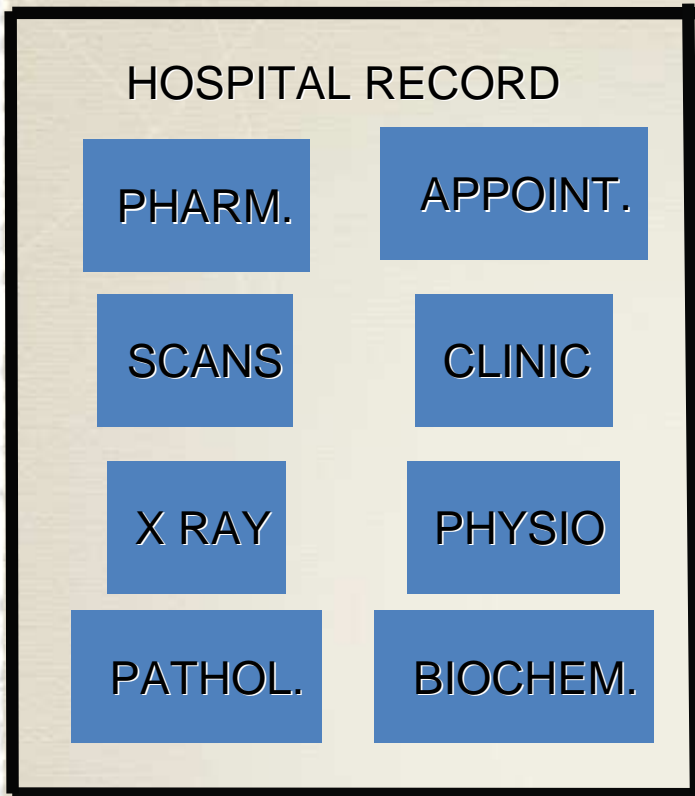 HOSPITAL RECORD
PHARM. APPOINT.
SCANS CLINIC
X RAY PHYSIO
PATHOL. BIOCHEM.